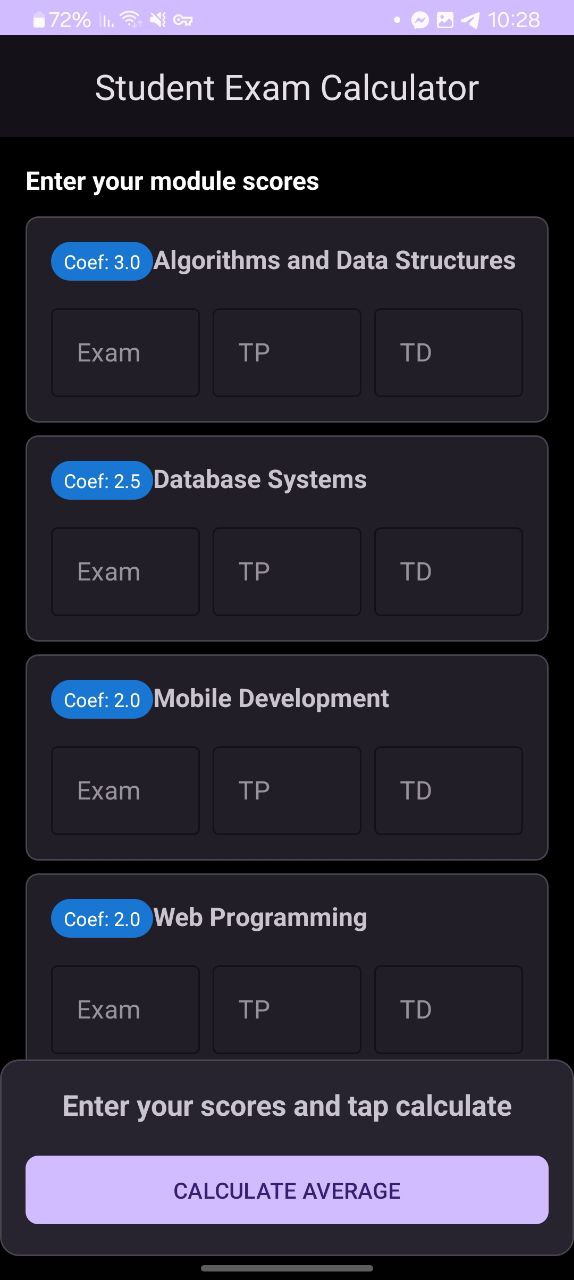 72% 10:28
Student Exam Calculator
Enter your module scores
Coef: 3.0 Algorithms and Data Structures
Exam TP TD
Coef: 2.5 Database Systems
Exam TP TD
Coef: 2.0 Mobile Development
Exam TP TD
Coef: 2.0 Web Programming
Exam TP TD
Enter your scores and tap calculate
CALCULATE AVERAGE